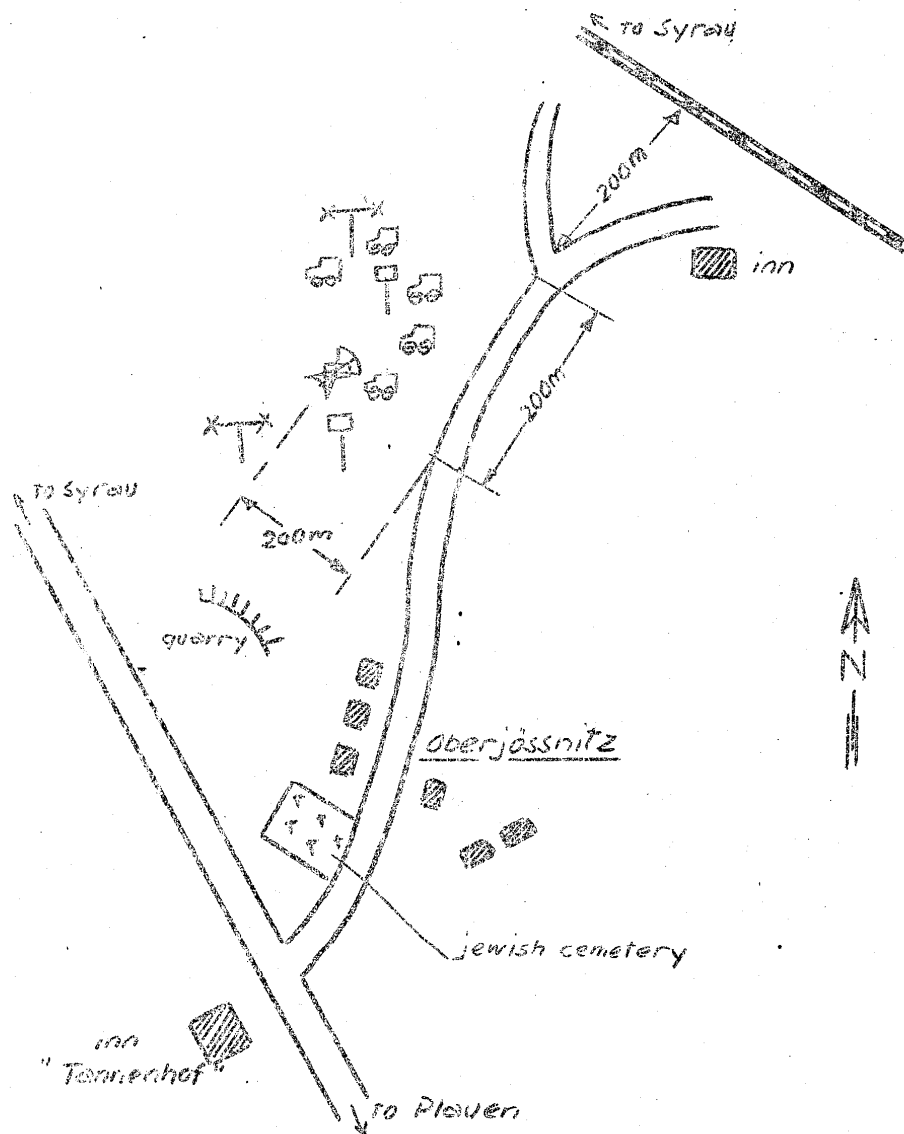 TO Syrau
200m
inn
200m
TO Syrau
200m
quarry
Oberjössnitz
N
jewish cemetery
inn
"Tannenhof"
TO Plauen